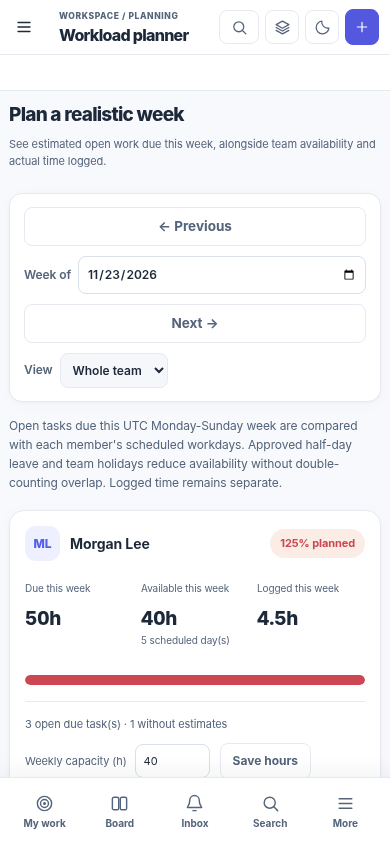 WORKSPACE / PLANNING
Workload planner
Plan a realistic week
See estimated open work due this week, alongside team availability and
actual time logged.
← Previous
Week of 11/23/2026
Next →
View Whole team
Open tasks due this UTC Monday-Sunday week are compared
with each member's scheduled workdays. Approved half-day
leave and team holidays reduce availability without double-
counting overlap. Logged time remains separate.
ML Morgan Lee 125% planned
Due this week Available this week Logged this week
50h 40h 4.5h
5 scheduled day(s)
3 open due task(s) · 1 without estimates
Weekly capacity (h) 40 Save hours
My work Board Inbox Search More